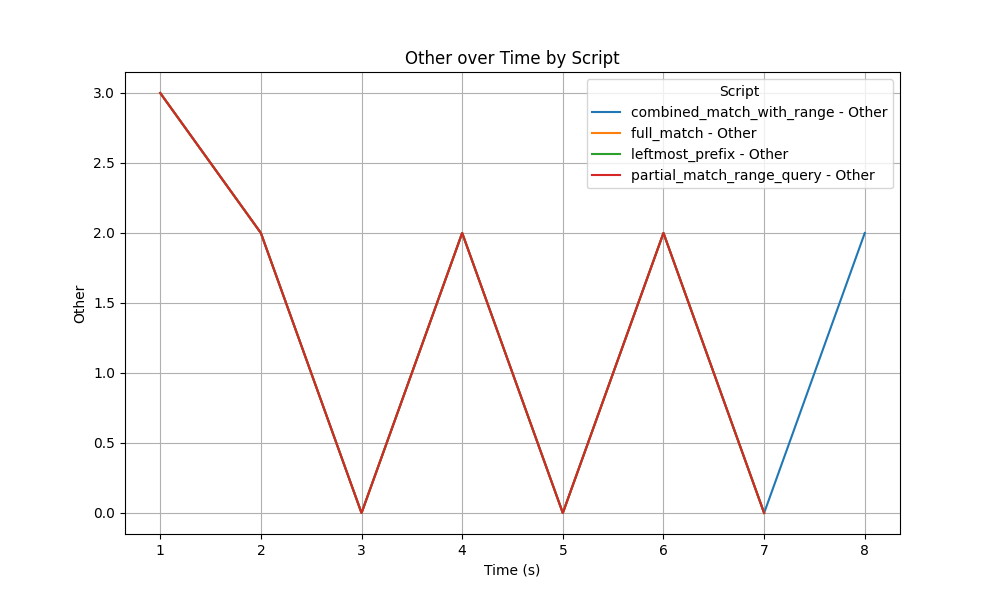 Other over Time by Script
Script
combined_match_with_range - Other
full_match - Other
leftmost_prefix - Other
partial_match_range_query - Other
3.0
2.5
2.0
1.5
1.0
0.5
0.0
Other
1 2 3 4 5 6 7 8
Time (s)